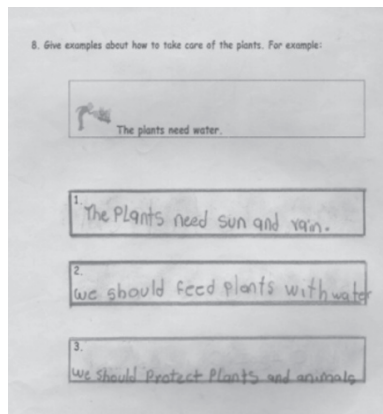 8. Give examples about how to take care of the plants. For example:
The plants need water.
1.
The Plants need sun and rain.
2.
we should feed plants with water
3.
we should Protect Plants and animals